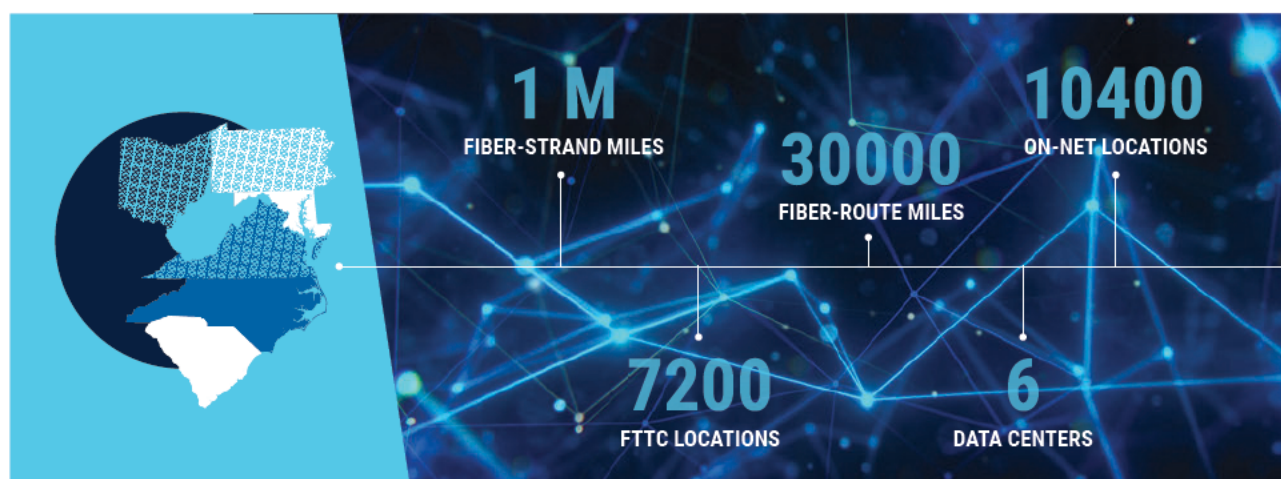 1 M
FIBER-STRAND MILES
7200
FTTC LOCATIONS
30000
FIBER-ROUTE MILES
6
DATA CENTERS
10400
ON-NET LOCATIONS